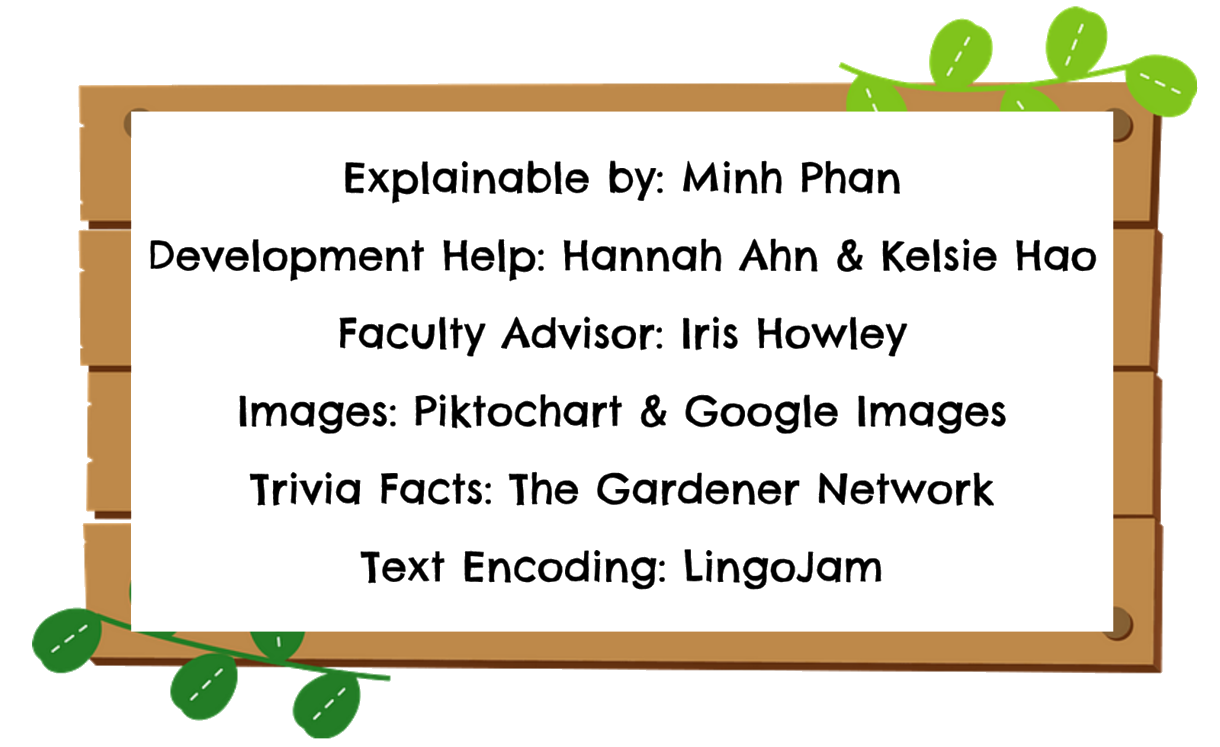 Explainable by: Minh Phan
Development Help: Hannah Ahn & Kelsie Hao
Faculty Advisor: Iris Howley
Images: Piktochart & Google Images
Trivia Facts: The Gardener Network
Text Encoding: LingoJam